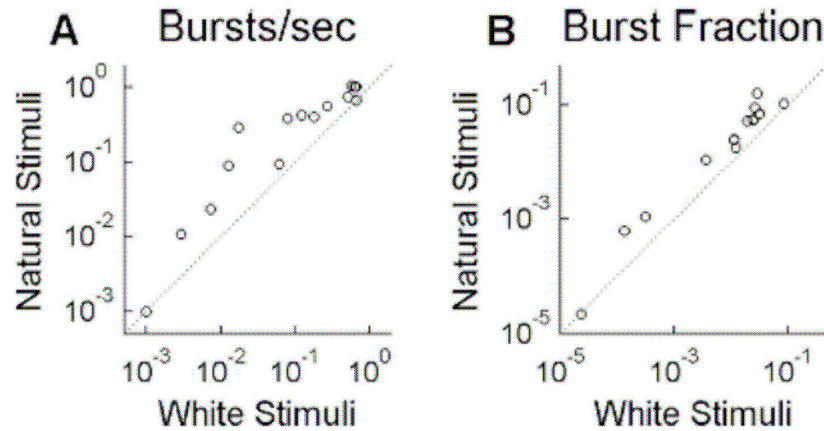 A Bursts/sec
Natural Stimuli
10^0
10^-1
10^-2
10^-3
10^-3 10^-2 10^-1 10^0
White Stimuli
B Burst Fraction
Natural Stimuli
10^-1
10^-3
10^-5
10^-5 10^-3 10^-1
White Stimuli